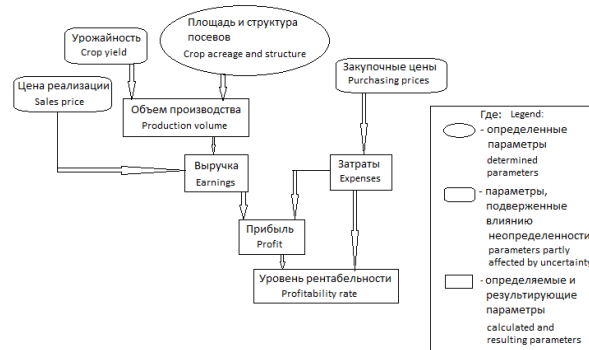 Площадь и структура
посевов
Crop acreage and structure
Урожайность
Crop yield
Закупочные цены
Purchasing prices
Цена реализации
Sales price
Объем производства
Production volume
Выручка
Earnings
Затраты
Expenses
Прибыль
Profit
Уровень рентабельности
Profitability rate
Где: Legend:
- определенные
параметры
determined
parameters
- параметры,
подверженные
влиянию
неопределенности
parameters partly
affected by uncertainty
- определяемые и
результирующие
параметры
calculated and
resulting parameters